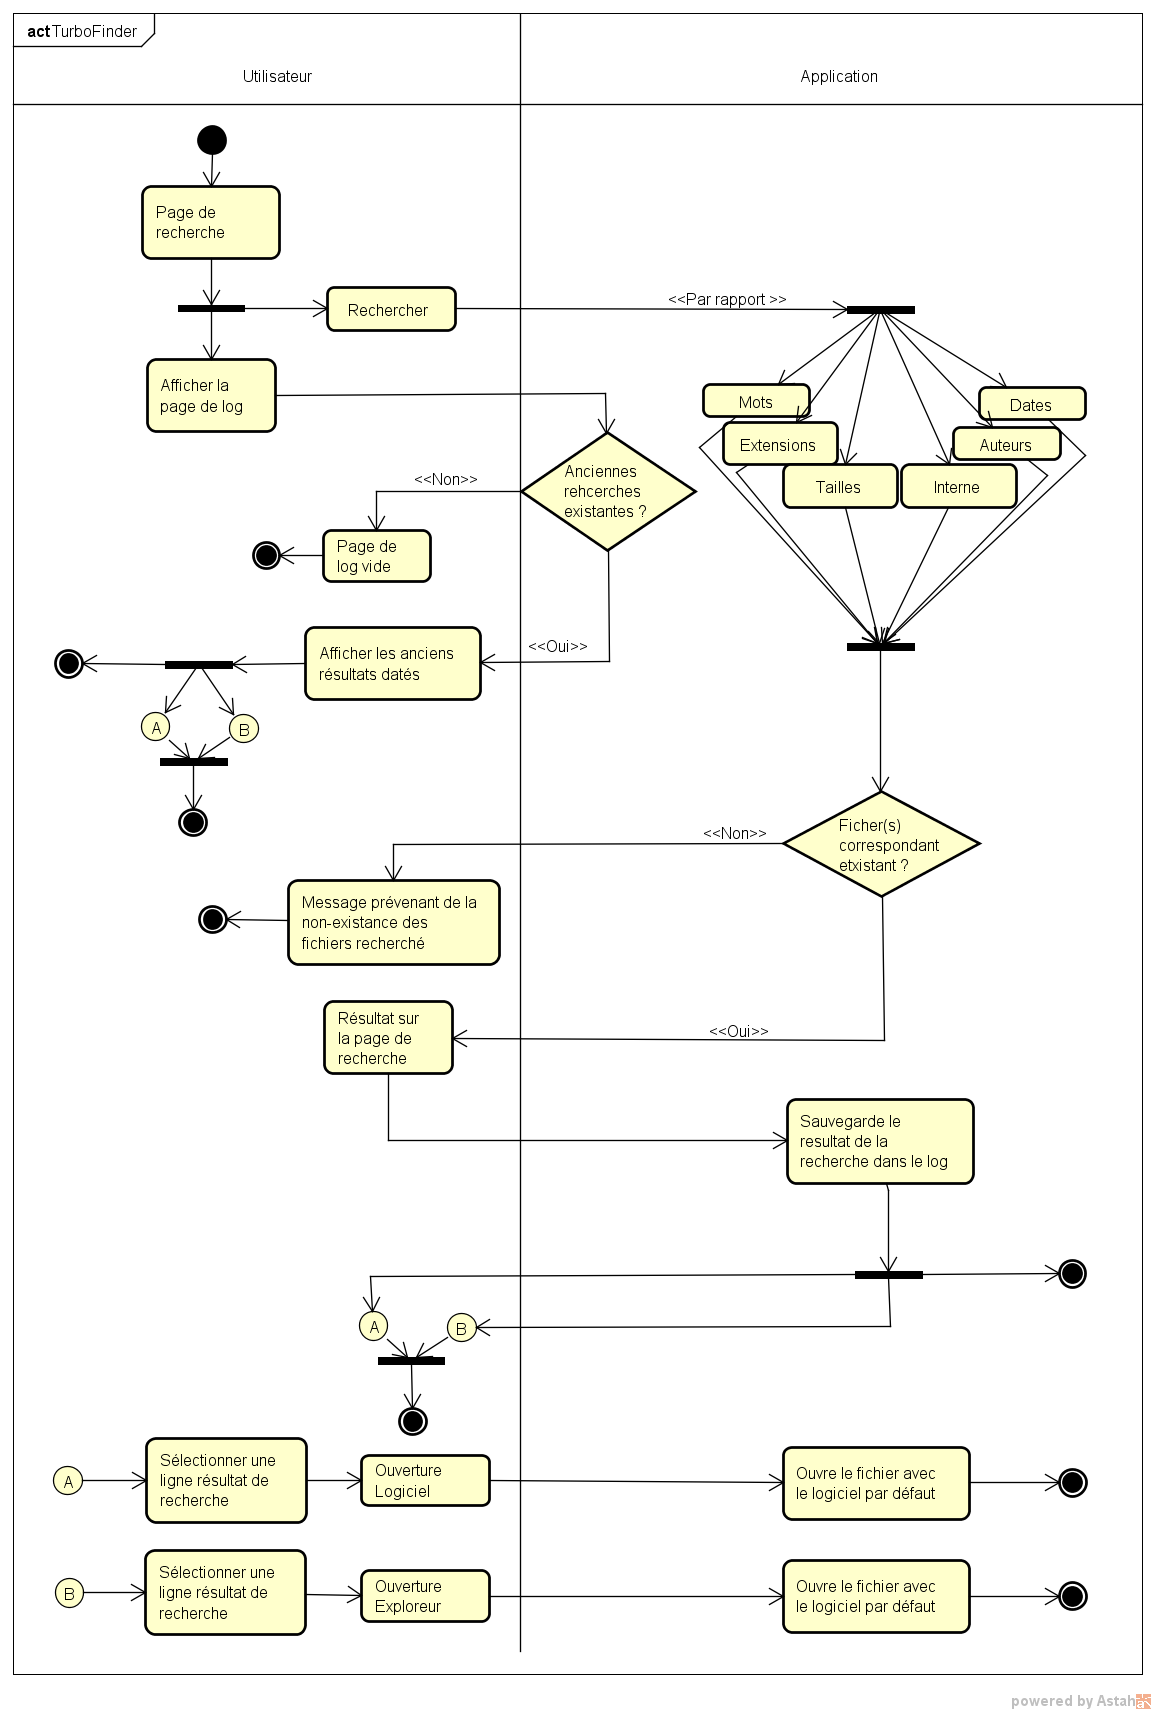 act TurboFinder
Utilisateur
Application
Page de
recherche
Rechercher
<<Par rapport >>
Afficher la
page de log
Mots
Dates
Extensions
Auteurs
Tailles
Interne
Anciennes
rehcerches
existantes ?
<<Non>>
Page de
log vide
<<Oui>>
Afficher les anciens
résultats datés
A
B
Ficher(s)
correspondant
etxistant ?
<<Non>>
Message prévenant de la
non-existance des
fichiers recherché
Résultat sur
la page de
recherche
<<Oui>>
Sauvegarde le
resultat de la
recherche dans le log
A
B
A
Sélectionner une
ligne résultat de
recherche
Ouverture
Logiciel
Ouvre le fichier avec
le logiciel par défaut
B
Sélectionner une
ligne résultat de
recherche
Ouverture
Exploreur
Ouvre le fichier avec
le logiciel par défaut
powered by Astah